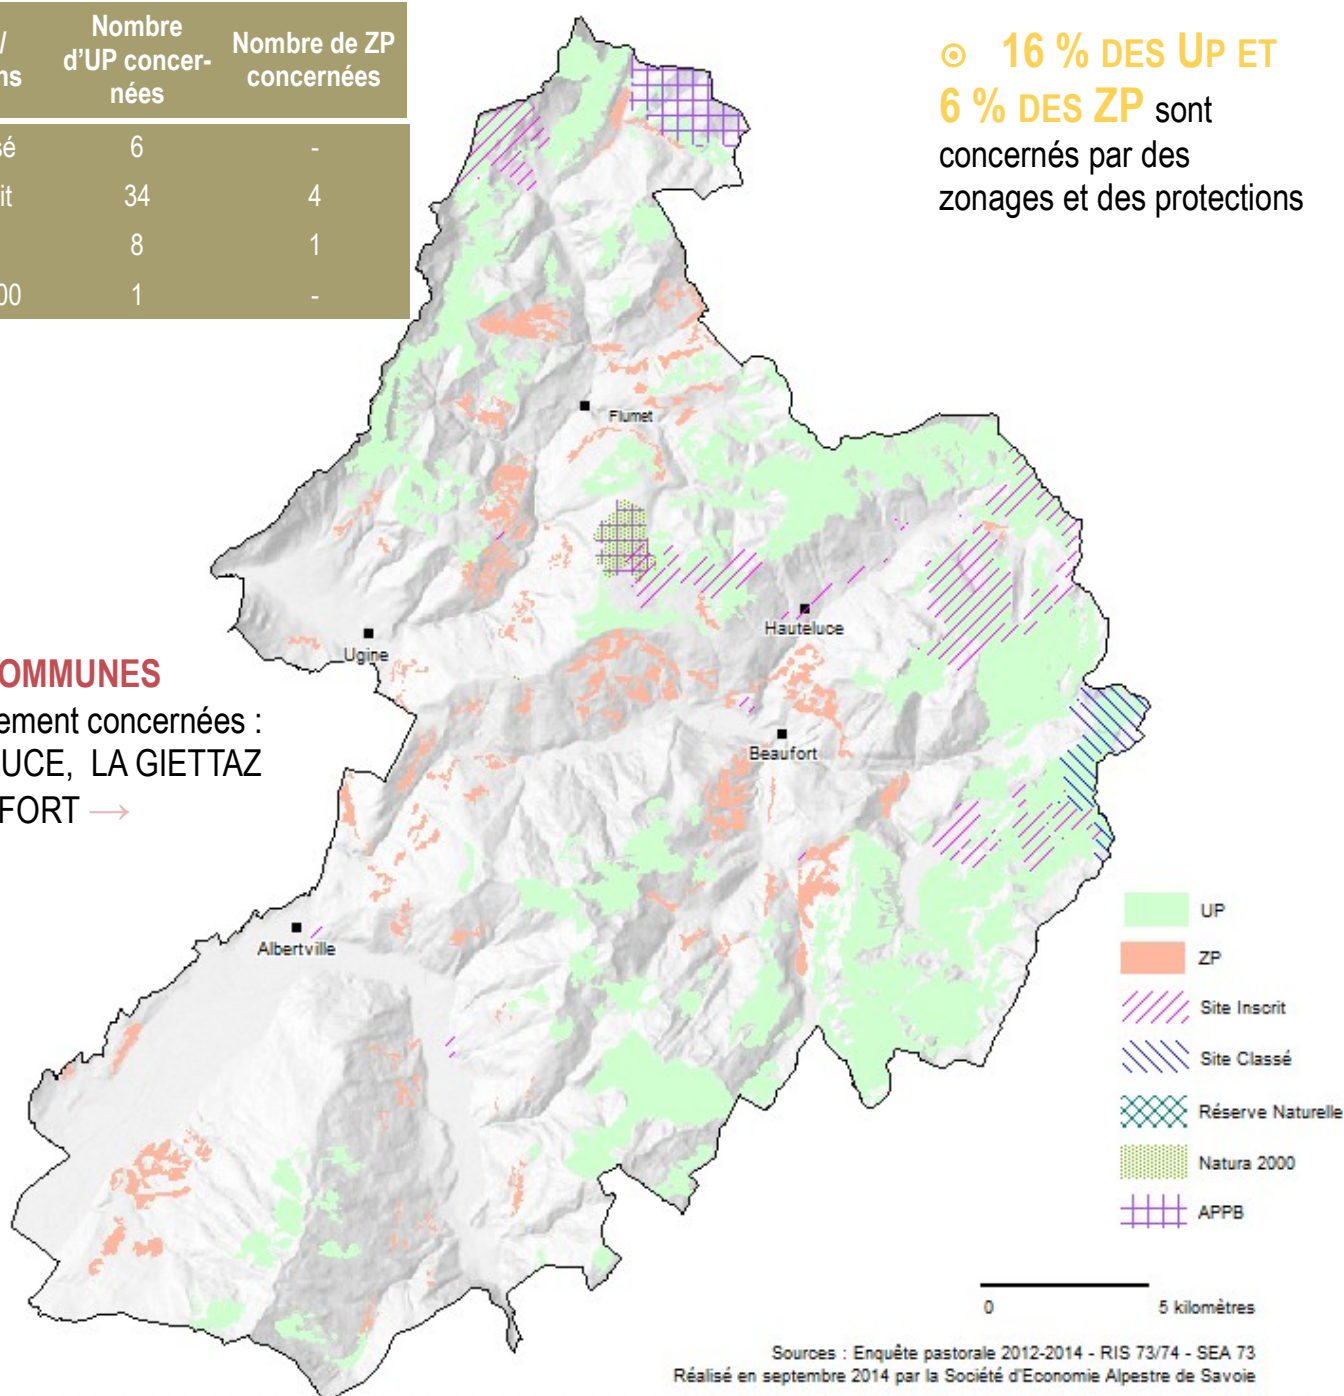 /
ns
Nombre
d'UP concer-
nées
Nombre de ZP
concernées
sé 6 -
it 34 4
8 1
00 1 -
⊙ 16 % DES UP ET
6 % DES ZP sont
concernés par des
zonages et des protections
Flumet
Hauteluce
Ugine
OMMUNES
ement concernées :
UCE, LA GIETTAZ
FORT →
Beaufort
Albertville
UP
ZP
Site Inscrit
Site Classé
Réserve Naturelle
Natura 2000
APPB
0 5 kilomètres
Sources : Enquête pastorale 2012-2014 - RIS 73/74 - SEA 73
Réalisé en septembre 2014 par la Société d'Economie Alpestre de Savoie